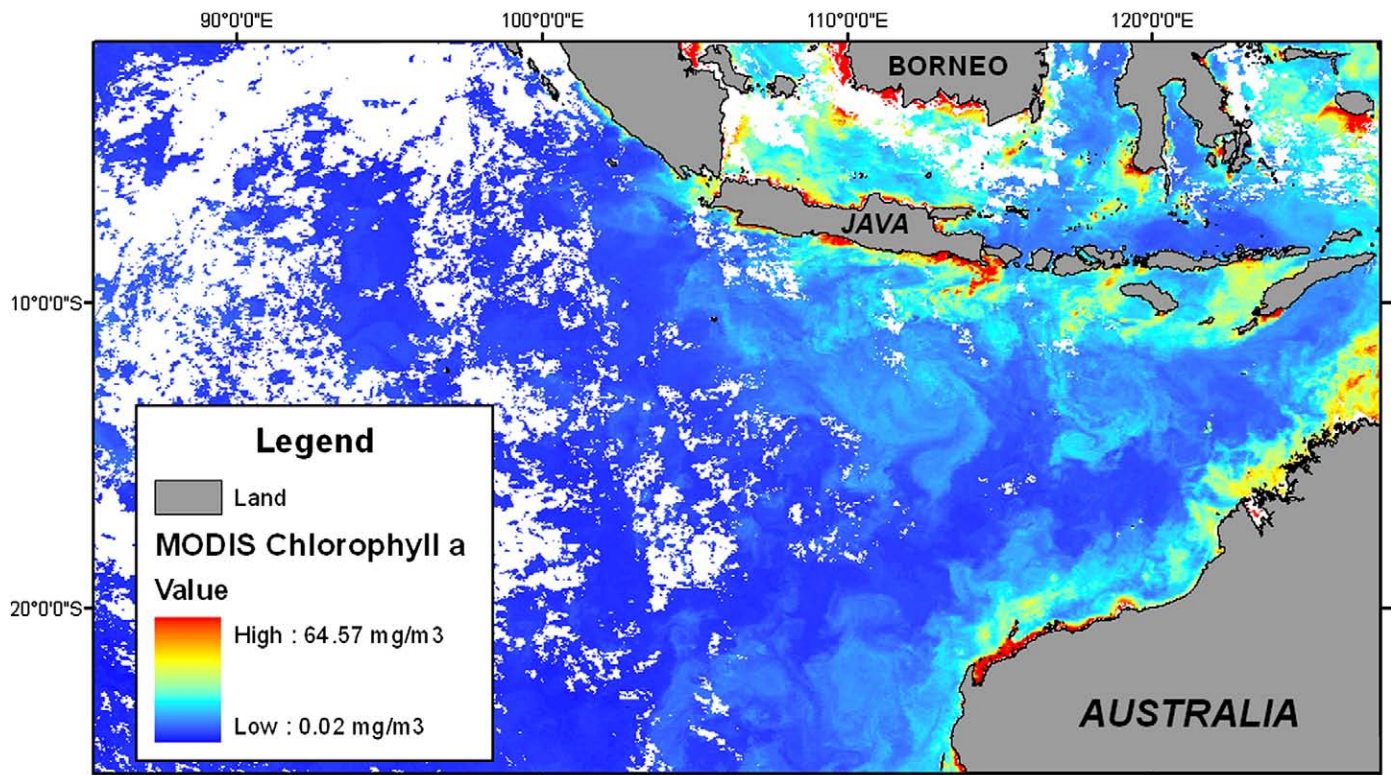 90°0'0"E 100°0'0"E 110°0'0"E 120°0'0"E
BORNEO
JAVA
10°0'0"S
Legend
Land
MODIS Chlorophyll a
Value
High : 64.57 mg/m3
Low : 0.02 mg/m3
20°0'0"S
AUSTRALIA